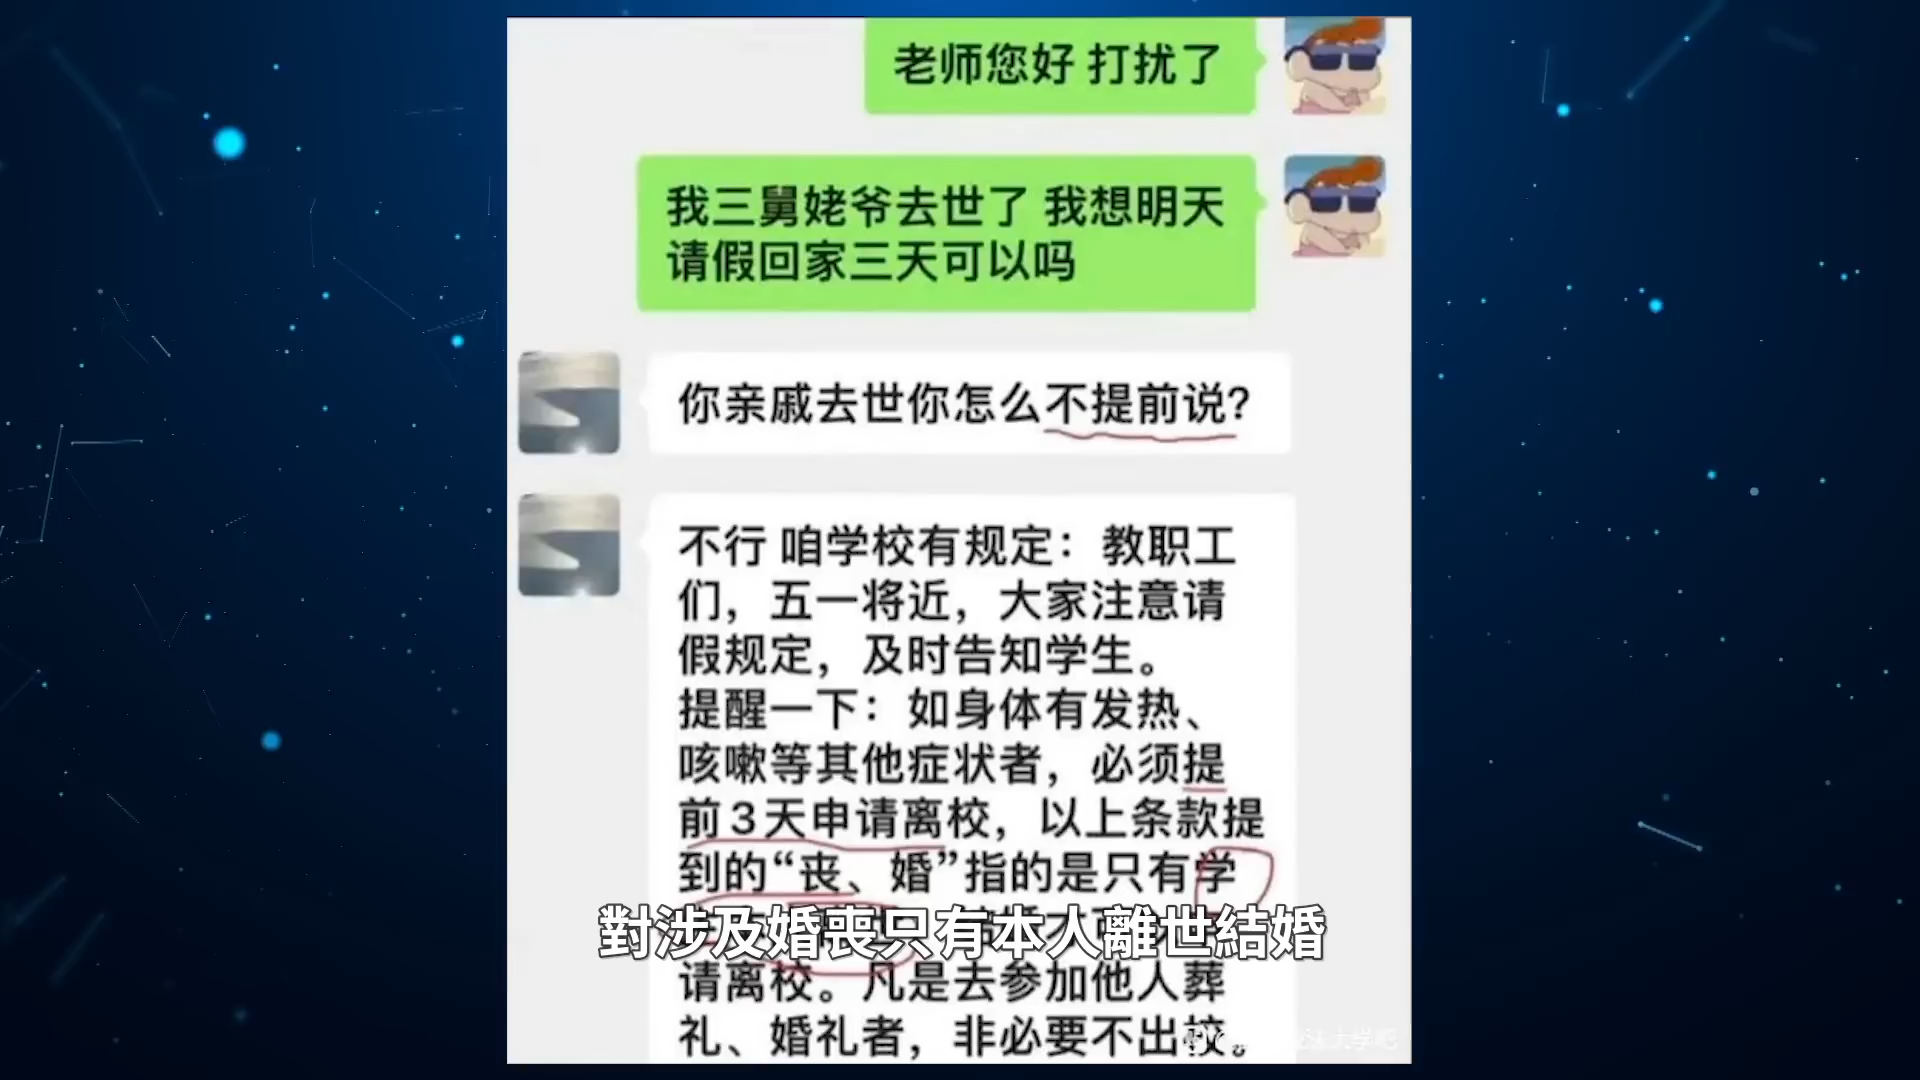 老师您好 打扰了
我三舅姥爷去世了 我想明天
请假回家三天可以吗
你亲戚去世你怎么不提前说?
不行 咱学校有规定：教职工
们，五一将近，大家注意请
假规定，及时告知学生。
提醒一下：如身体有发热、
咳嗽等其他症状者，必须提
前3天申请离校，以上条款提
到的“丧、婚”指的是只有学
對涉及婚喪只有本人離世結婚
请离校。凡是去参加他人葬
礼、婚礼者，非必要不出校。
大学吧